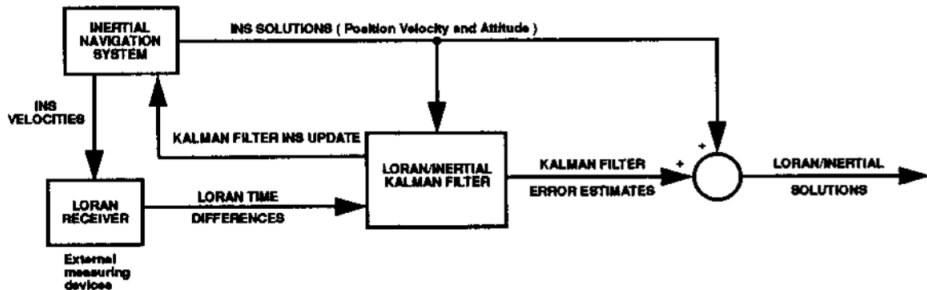 INERTIAL
NAVIGATION
SYSTEM
INS SOLUTIONS ( Position Velocity and Attitude )
INS
VELOCITIES
KALMAN FILTER INS UPDATE
LORAN/INERTIAL
KALMAN FILTER
KALMAN FILTER
ERROR ESTIMATES
+
+
LORAN/INERTIAL
SOLUTIONS
LORAN
RECEIVER
LORAN TIME
DIFFERENCES
External
measuring
devices